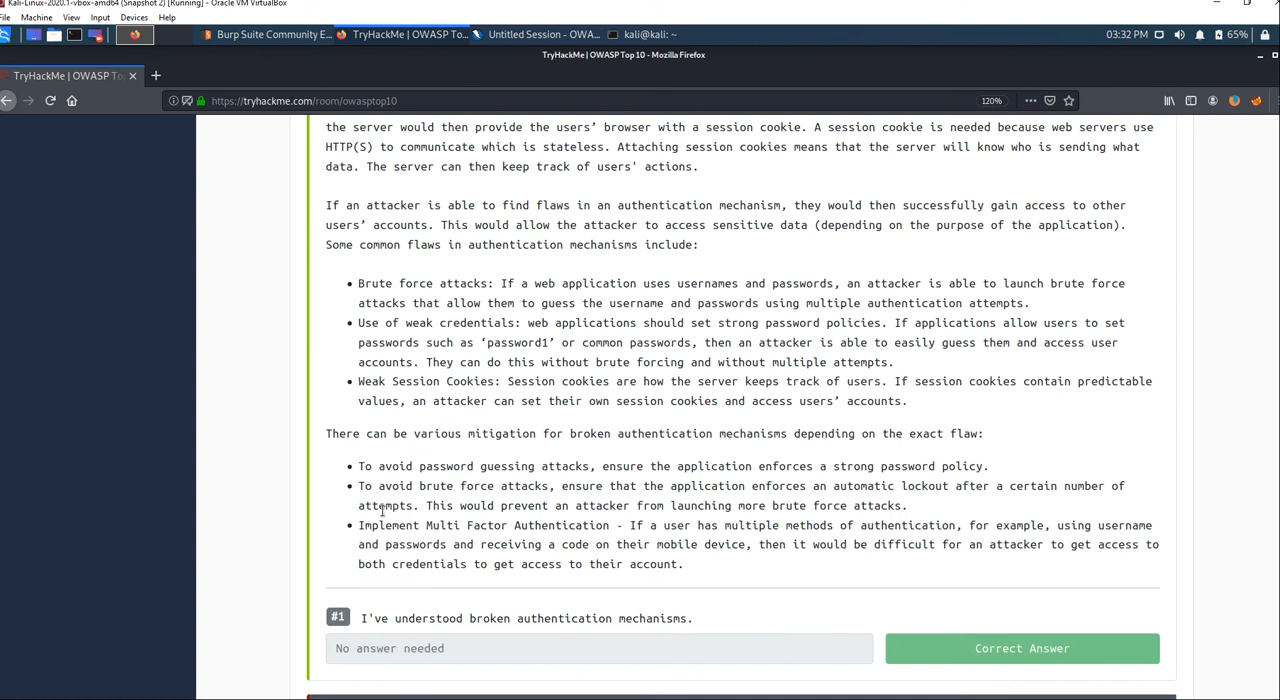 Kali-Linux-2020.1-vbox-amd64 (Snapshot 2) [Running] - Oracle VM VirtualBox
File Machine View Input Devices Help
Burp Suite Community E... TryHackMe | OWASP To... Untitled Session - OWA... kali@kali: ~ 03:32 PM 65%
TryHackMe | OWASP Top 10 - Mozilla Firefox
TryHackMe | OWASP To
https://tryhackme.com/room/owasptop10 120%
the server would then provide the users’ browser with a session cookie. A session cookie is needed because web servers use
HTTP(S) to communicate which is stateless. Attaching session cookies means that the server will know who is sending what
data. The server can then keep track of users' actions.
If an attacker is able to find flaws in an authentication mechanism, they would then successfully gain access to other
users’ accounts. This would allow the attacker to access sensitive data (depending on the purpose of the application).
Some common flaws in authentication mechanisms include:
• Brute force attacks: If a web application uses usernames and passwords, an attacker is able to launch brute force
attacks that allow them to guess the username and passwords using multiple authentication attempts.
• Use of weak credentials: web applications should set strong password policies. If applications allow users to set
passwords such as ‘password1’ or common passwords, then an attacker is able to easily guess them and access user
accounts. They can do this without brute forcing and without multiple attempts.
• Weak Session Cookies: Session cookies are how the server keeps track of users. If session cookies contain predictable
values, an attacker can set their own session cookies and access users’ accounts.
There can be various mitigation for broken authentication mechanisms depending on the exact flaw:
• To avoid password guessing attacks, ensure the application enforces a strong password policy.
• To avoid brute force attacks, ensure that the application enforces an automatic lockout after a certain number of
attempts. This would prevent an attacker from launching more brute force attacks.
• Implement Multi Factor Authentication - If a user has multiple methods of authentication, for example, using username
and passwords and receiving a code on their mobile device, then it would be difficult for an attacker to get access to
both credentials to get access to their account.
#1 I've understood broken authentication mechanisms.
No answer needed Correct Answer